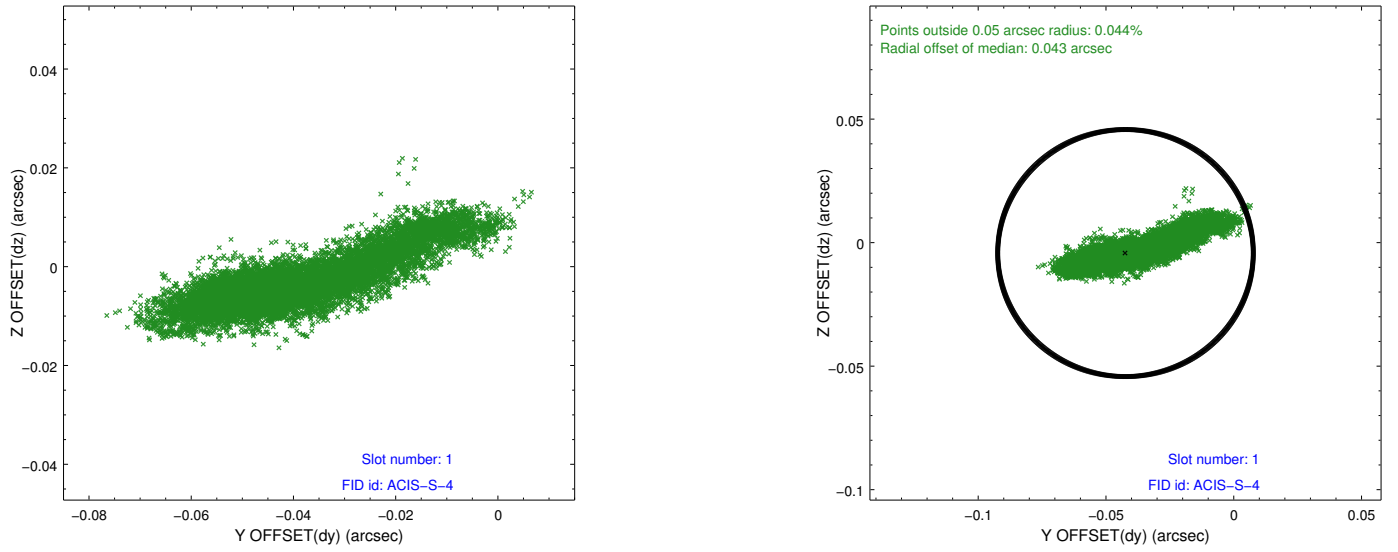 0.04
0.02
0
−0.02
−0.04
−0.08
−0.06
−0.04
−0.02
0
Z OFFSET(dz) (arcsec)
Y OFFSET(dy) (arcsec)
Slot number: 1
FID id: ACIS−S−4
Points outside 0.05 arcsec radius: 0.044%
Radial offset of median: 0.043 arcsec
0.05
0
−0.05
−0.1
−0.1
−0.05
0
0.05
Z OFFSET(dz) (arcsec)
Y OFFSET(dy) (arcsec)
Slot number: 1
FID id: ACIS−S−4